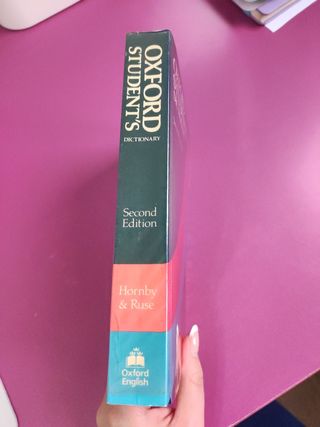 OXFORD
STUDENT'S
DICTIONARY
Second
Edition
Hornby
& Ruse
Oxford
English